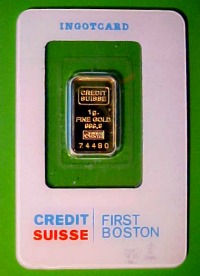 INGOTCARD
CREDIT
SUISSE
1g.
FINE GOLD
999,9
74480
CREDIT
SUISSE
FIRST
BOSTON